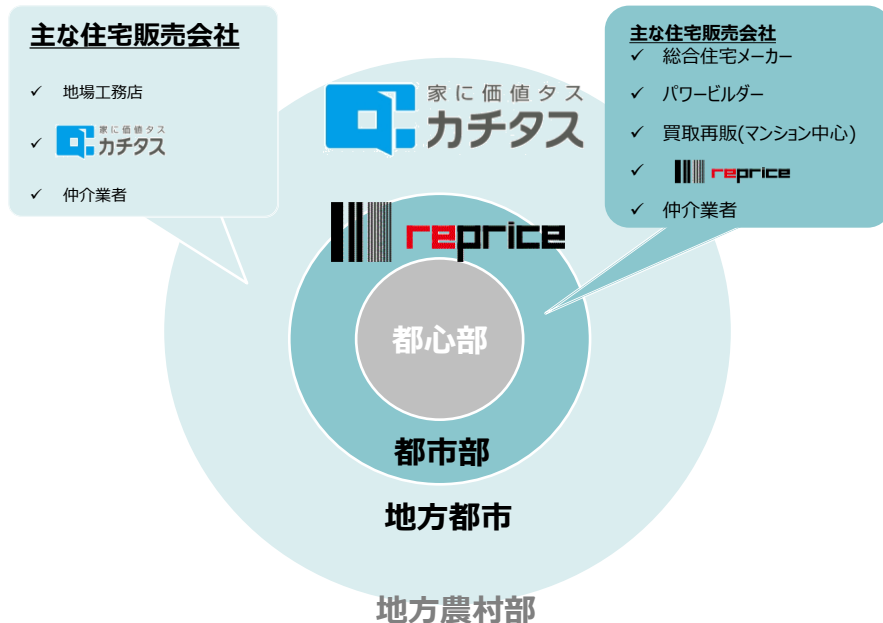 主な住宅販売会社
✓ 地場工務店
✓ 家に価値タス
カチタス
✓ 仲介業者
家に価値タス
カチタス
主な住宅販売会社
✓ 総合住宅メーカー
✓ パワービルダー
✓ 買取再販(マンション中心)
✓ reprice
✓ 仲介業者
reprice
都心部
都市部
地方都市
地方農村部